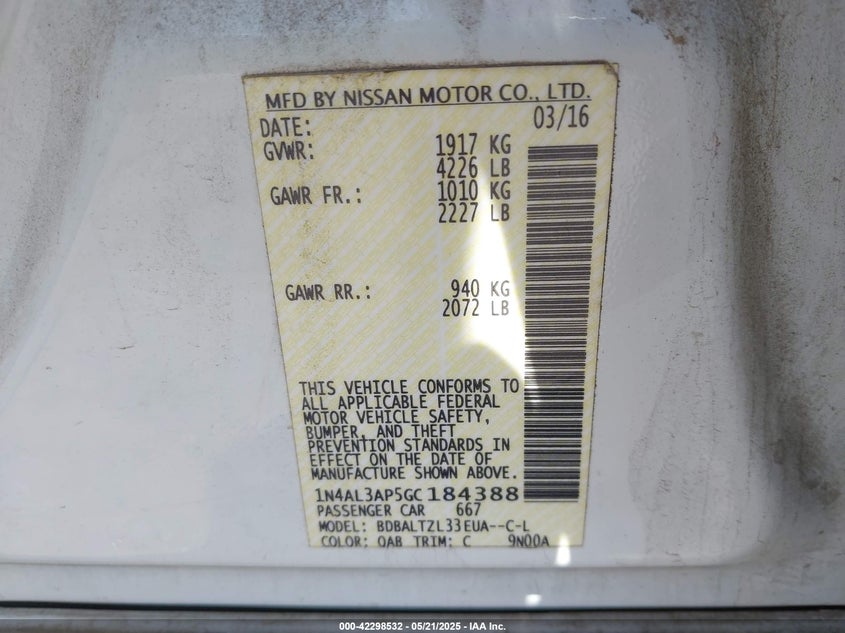 MFD BY NISSAN MOTOR CO., LTD.
DATE: 03/16
GVWR: 1917 KG
4226 LB
GAWR FR.: 1010 KG
2227 LB
GAWR RR.: 940 KG
2072 LB
THIS VEHICLE CONFORMS TO
ALL APPLICABLE FEDERAL
MOTOR VEHICLE SAFETY,
BUMPER, AND THEFT
PREVENTION STANDARDS IN
EFFECT ON THE DATE OF
MANUFACTURE SHOWN ABOVE.
1N4AL3AP5GC184388
PASSENGER CAR 667
MODEL: BDBALTZL33EUA--C-L
COLOR: QAB TRIM: C 9N00A
000-42298532 — 05/21/2025 — IAA Inc.